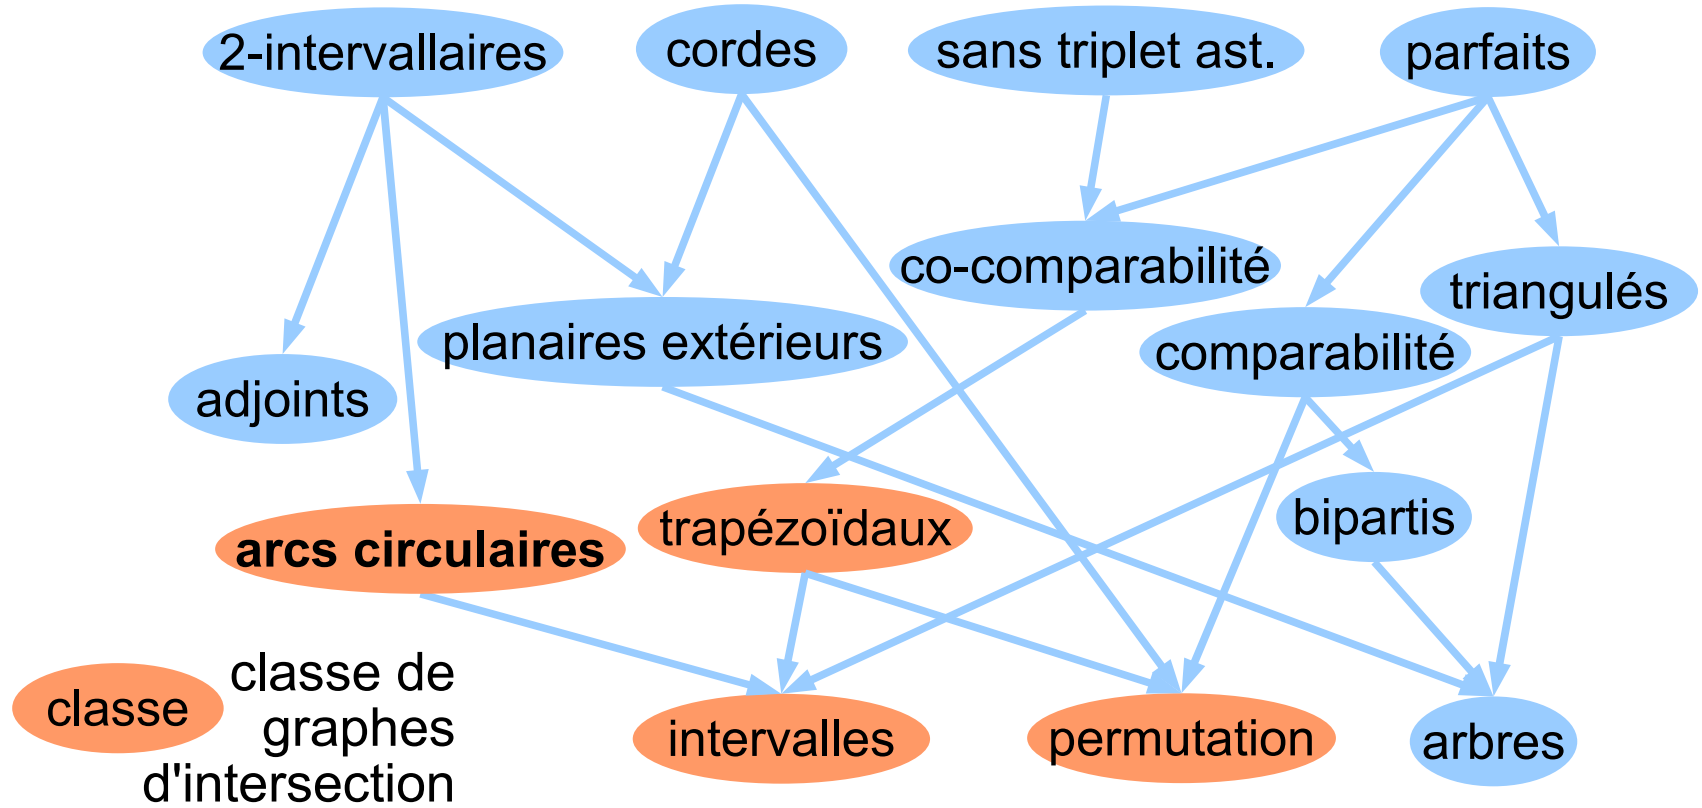 2-intervallaires
cordes
sans triplet ast.
parfaits
co-comparabilité
triangulés
planaires extérieurs
comparabilité
adjoints
bipartis
trapézoïdaux
arcs circulaires
classe
classe de
graphes
d'intersection
intervalles
permutation
arbres